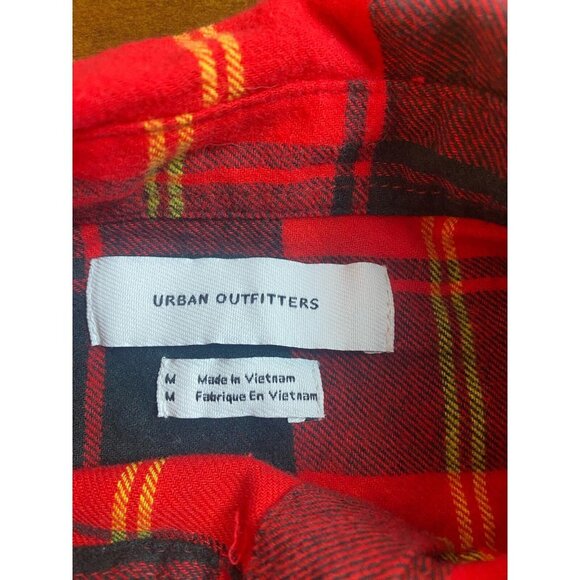 URBAN OUTFITTERS
M Made In Vietnam
M Fabrique En Vietnam